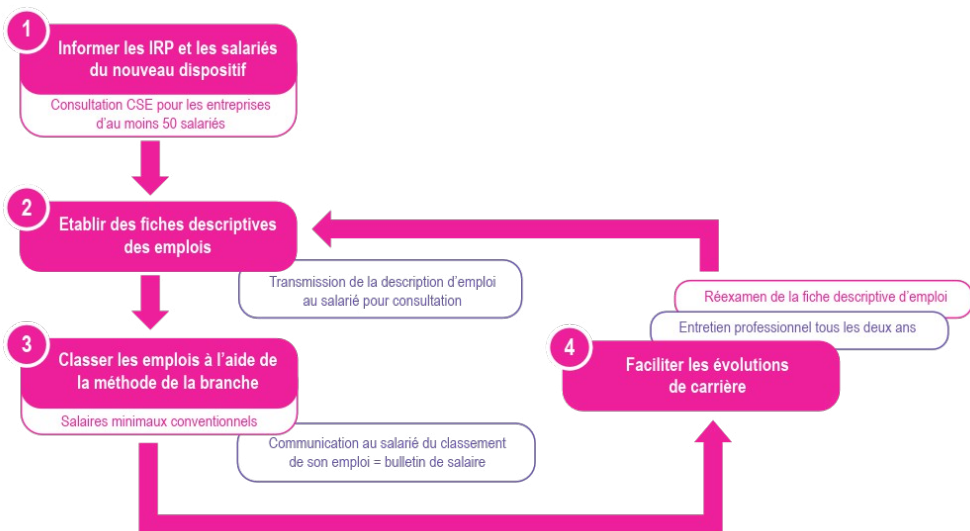 1
Informer les IRP et les salariés
du nouveau dispositif
Consultation CSE pour les entreprises
d'au moins 50 salariés
2
Etablir des fiches descriptives
des emplois
Transmission de la description d'emploi
au salarié pour consultation
3
Classer les emplois à l'aide de
la méthode de la branche
Salaires minimaux conventionnels
Communication au salarié du classement
de son emploi = bulletin de salaire
Réexamen de la fiche descriptive d'emploi
Entretien professionnel tous les deux ans
4
Faciliter les évolutions
de carrière